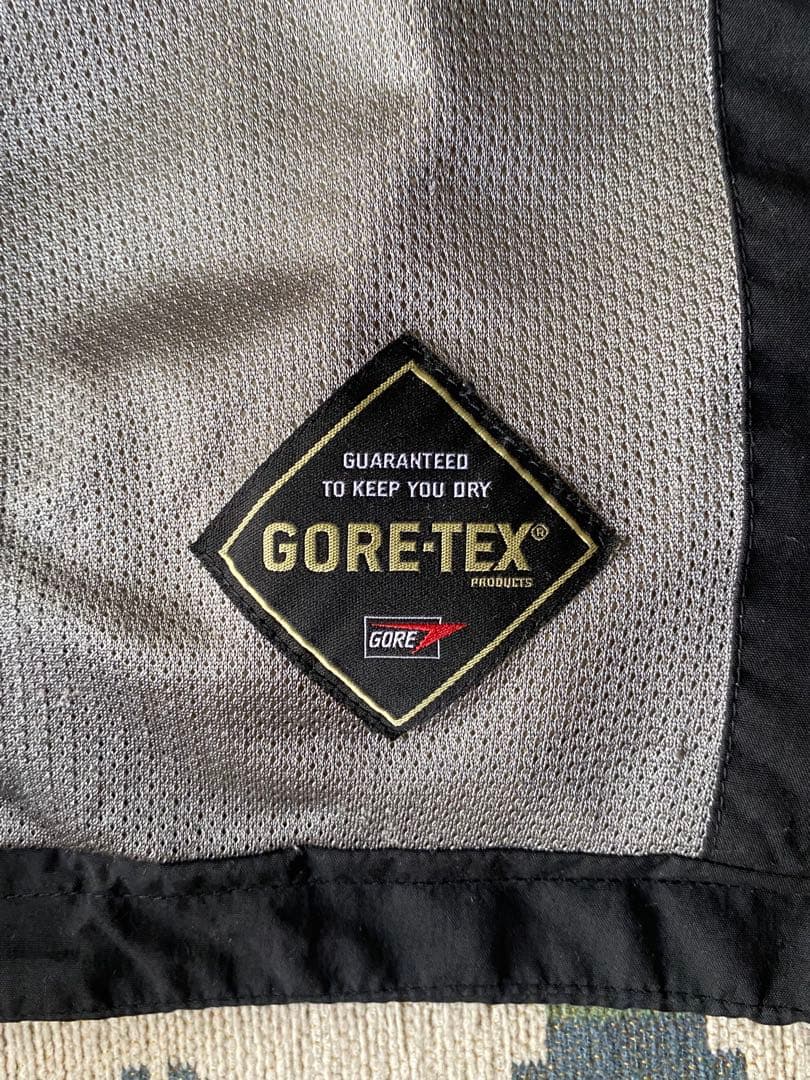 GUARANTEED
TO KEEP YOU DRY
GORE-TEX®
PRODUCTS
GORE